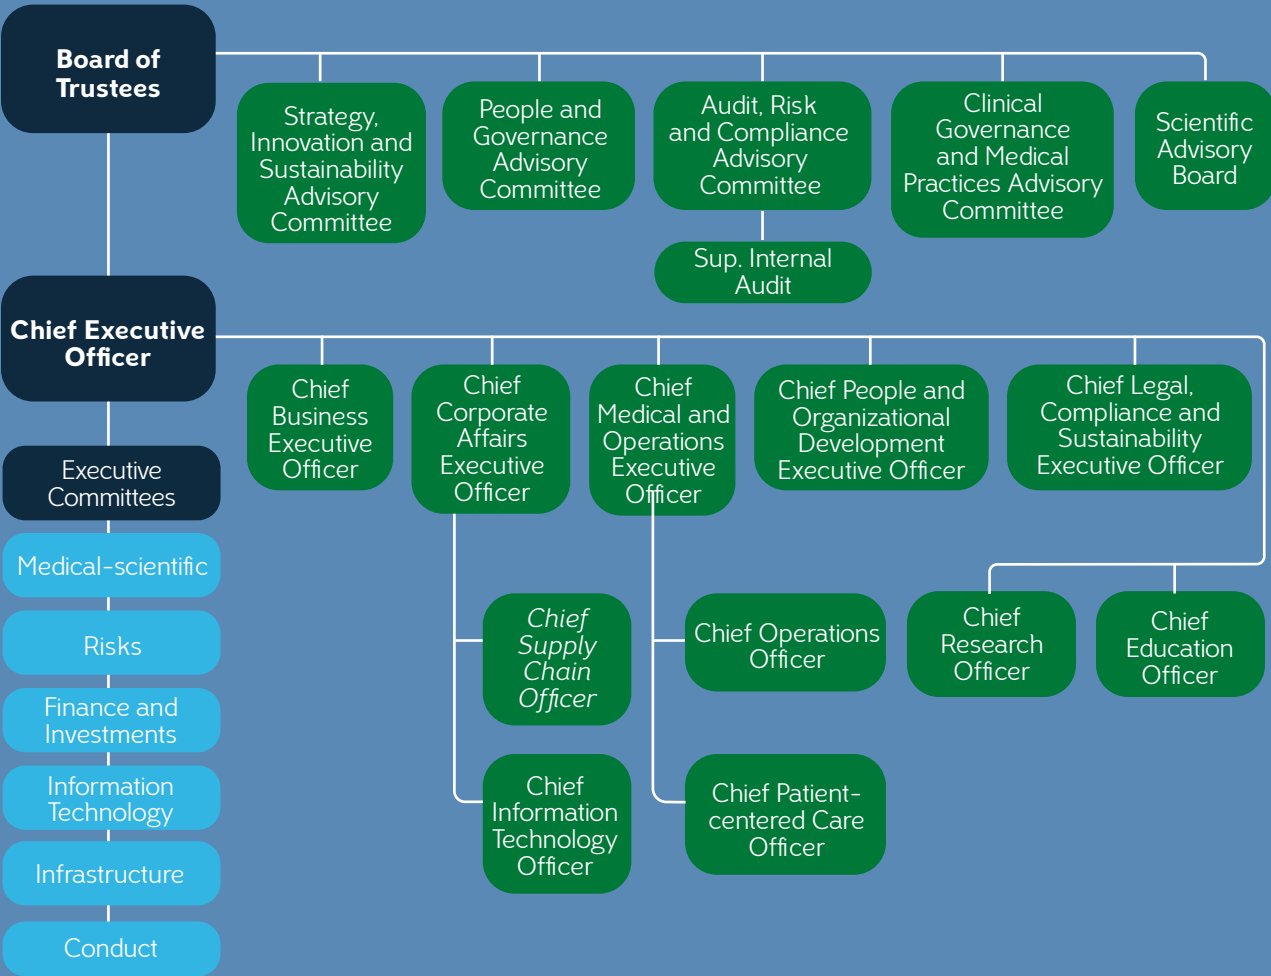 Board of
Trustees
Strategy,
Innovation and
Sustainability
Advisory
Committee
People and
Governance
Advisory
Committee
Audit, Risk
and Compliance
Advisory
Committee
Clinical
Governance
and Medical
Practices Advisory
Committee
Scientific
Advisory
Board
Sup. Internal
Audit
Chief Executive
Officer
Chief
Business
Executive
Officer
Chief
Corporate
Affairs
Executive
Officer
Chief
Medical and
Operations
Executive
Officer
Chief People and
Organizational
Development
Executive Officer
Chief Legal,
Compliance and
Sustainability
Executive Officer
Executive
Committees
Medical-scientific
Risks
Finance and
Investments
Information
Technology
Infrastructure
Conduct
Chief
Supply
Chain
Officer
Chief
Information
Technology
Officer
Chief Operations
Officer
Chief Patient-
centered Care
Officer
Chief
Research
Officer
Chief
Education
Officer